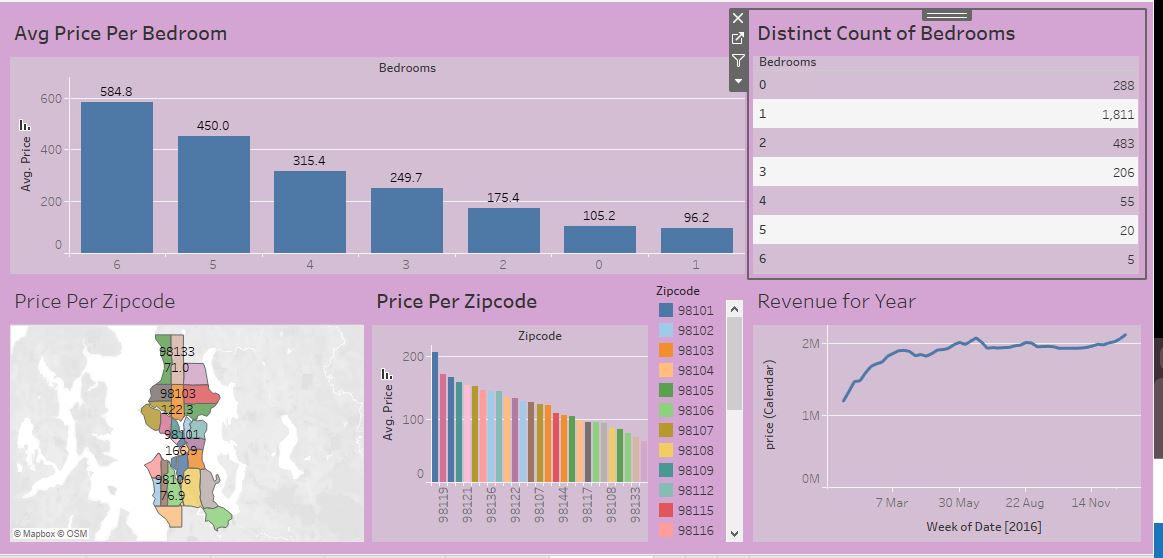 Avg Price Per Bedroom
Bedrooms
Avg. Price
600
400
200
0
584.8
450.0
315.4
249.7
175.4
105.2
96.2
6
5
4
3
2
0
1
Distinct Count of Bedrooms
Bedrooms
0 288
1 1,811
2 483
3 206
4 55
5 20
6 5
Price Per Zipcode
98133
71.0
98103
122.3
98101
166.9
98106
76.9
© Mapbox © OSM
Price Per Zipcode
Zipcode
Avg. Price
200
100
0
98119
98121
98136
98122
98107
98144
98117
98108
98133
Zipcode
98101
98102
98103
98104
98105
98106
98107
98108
98109
98112
98115
98116
Revenue for Year
price (Calendar)
2M
1M
0M
7 Mar
30 May
22 Aug
14 Nov
Week of Date [2016]